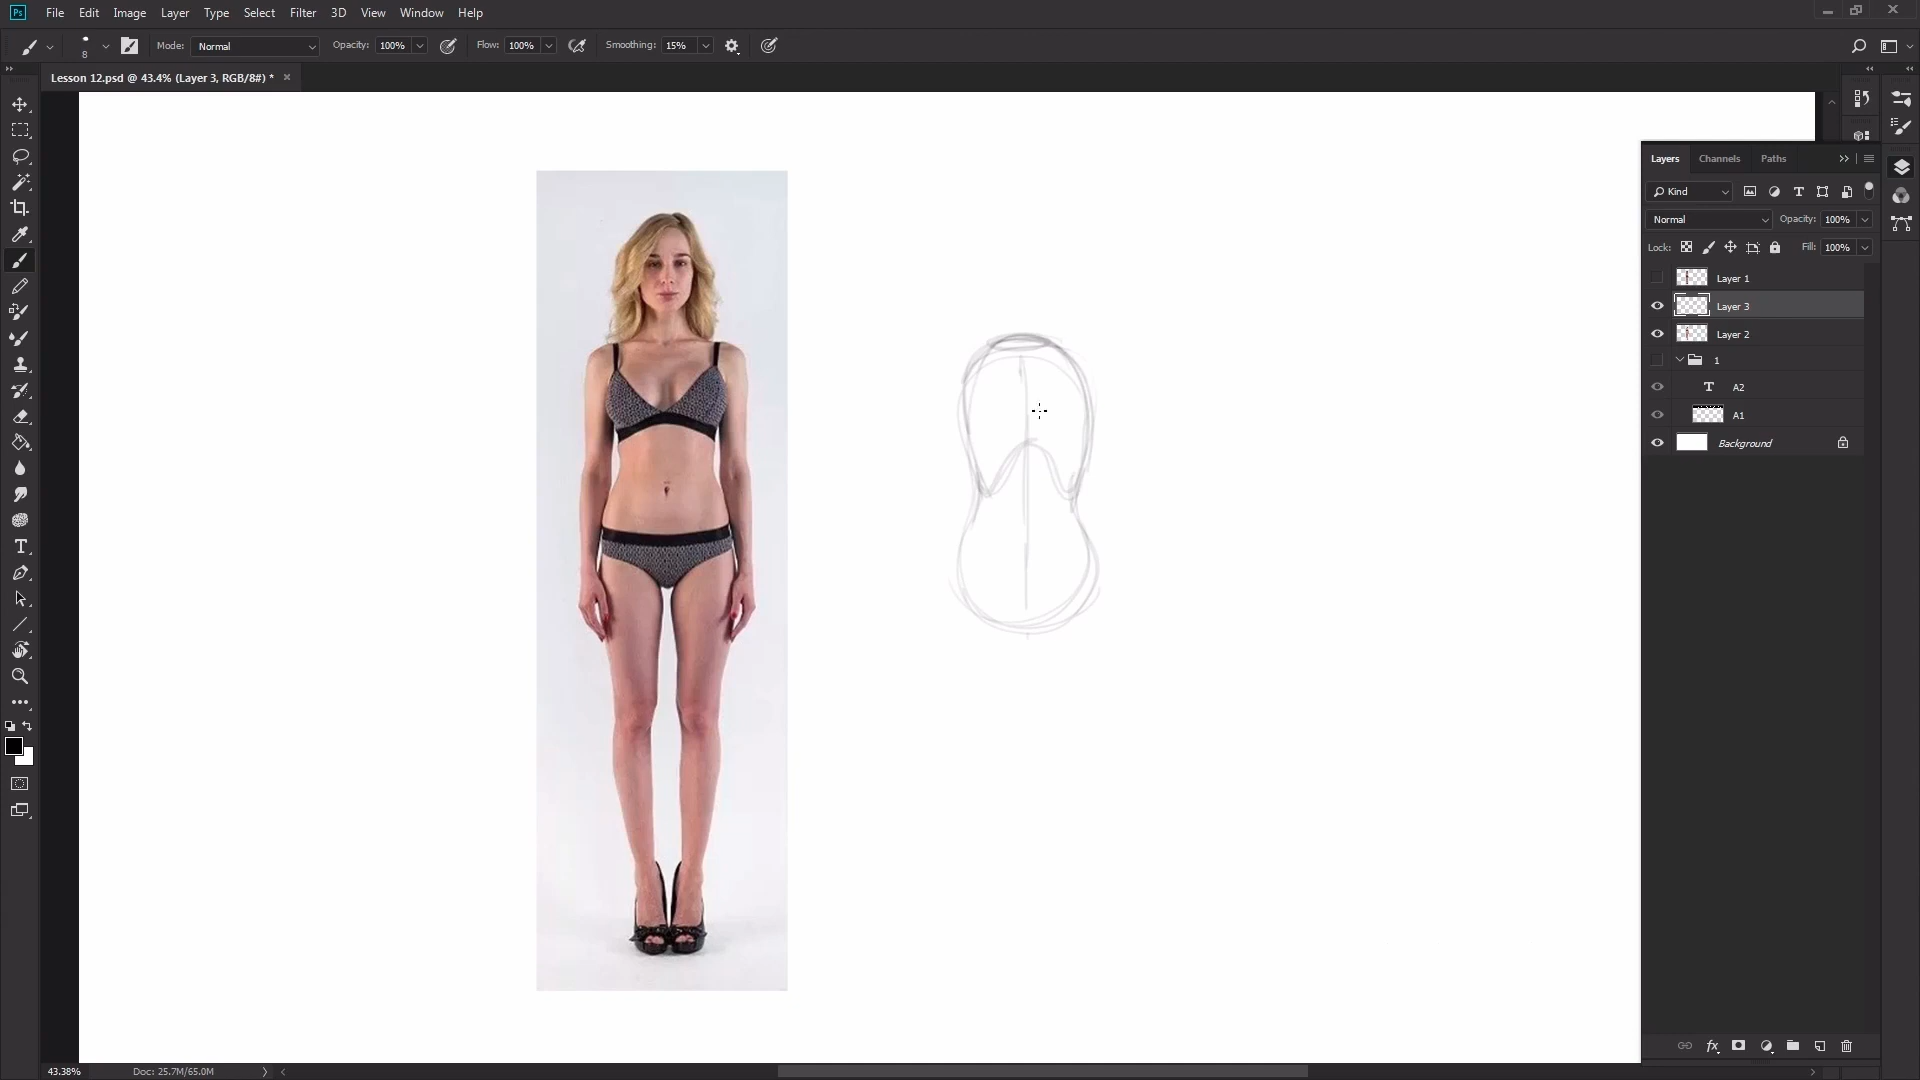 Ps File Edit Image Layer Type Select Filter 3D View Window Help
8 Mode: Normal Opacity: 100% Flow: 100% Smoothing: 15%
Lesson 12.psd @ 43.4% (Layer 3, RGB/8#) * ×
Layers Channels Paths
Kind
Normal Opacity: 100%
Lock: Fill: 100%
Layer 1
Layer 3
Layer 2
1
T A2
A1
Background
43.38% Doc: 25.7M/65.0M